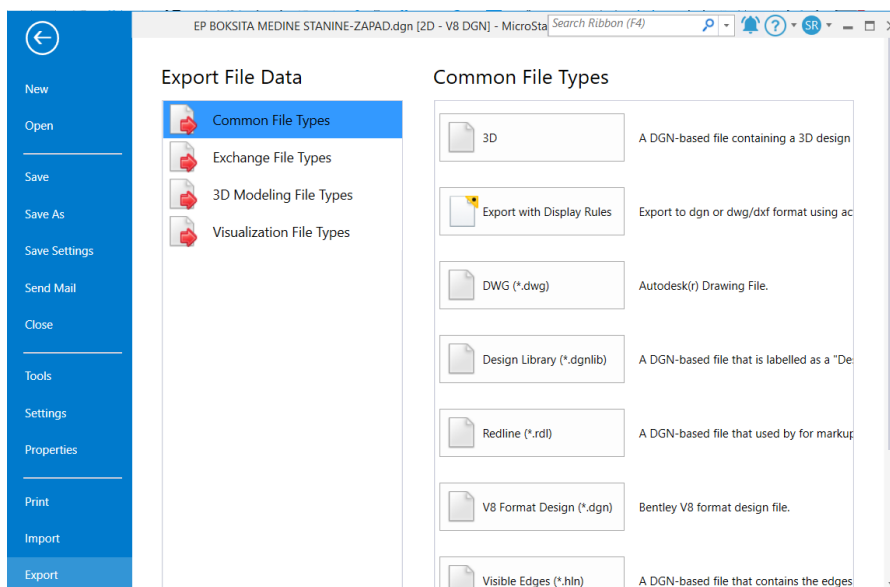 EP BOKSITA MEDINE STANINE-ZAPAD.dgn [2D - V8 DGN] - MicroSta
Search Ribbon (F4)
SR
New
Open
Save
Save As
Save Settings
Send Mail
Close
Tools
Settings
Properties
Print
Import
Export
Export File Data
Common File Types
Exchange File Types
3D Modeling File Types
Visualization File Types
Common File Types
3D
A DGN-based file containing a 3D design
Export with Display Rules
Export to dgn or dwg/dxf format using ac
DWG (*.dwg)
Autodesk(r) Drawing File.
Design Library (*.dgnlib)
A DGN-based file that is labelled as a "De
Redline (*.rdl)
A DGN-based file that used by for markup
V8 Format Design (*.dgn)
Bentley V8 format design file.
Visible Edges (*.hln)
A DGN-based file that contains the edges